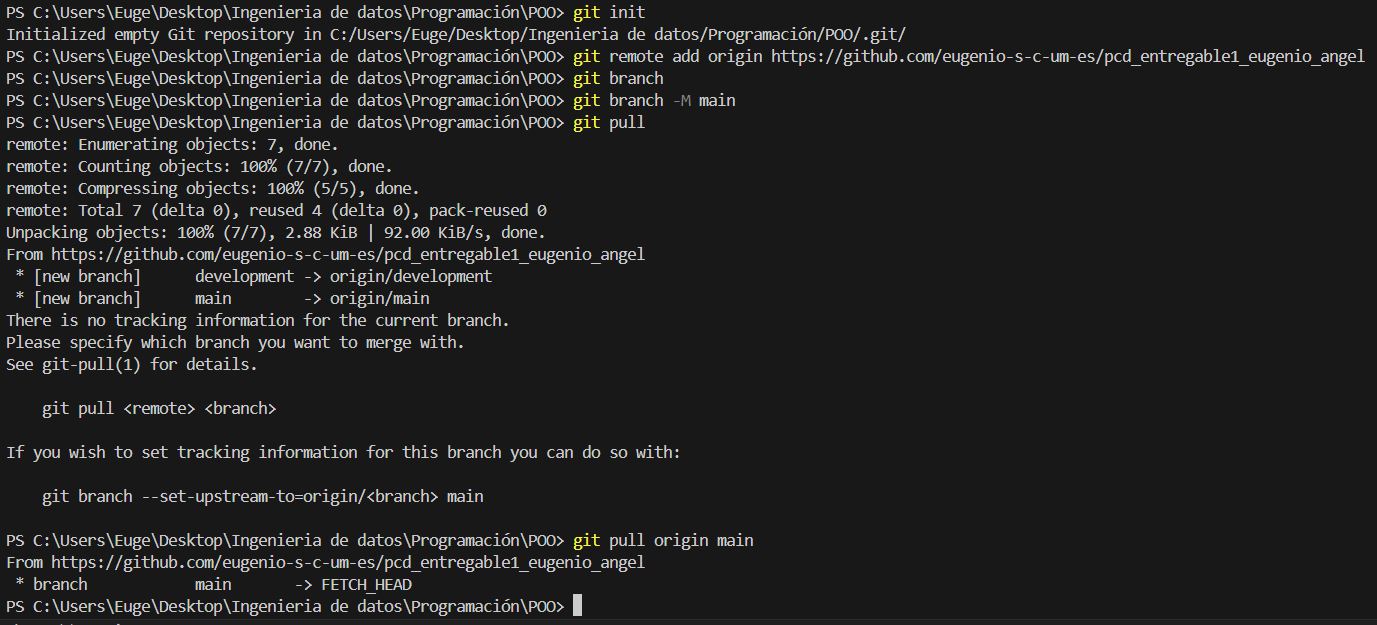 PS C:\Users\Euge\Desktop\Ingenieria de datos\Programación\POO> git init
Initialized empty Git repository in C:/Users/Euge/Desktop/Ingenieria de datos/Programación/POO/.git/
PS C:\Users\Euge\Desktop\Ingenieria de datos\Programación\POO> git remote add origin https://github.com/eugenio-s-c-um-es/pcd_entregable1_eugenio_angel
PS C:\Users\Euge\Desktop\Ingenieria de datos\Programación\POO> git branch
PS C:\Users\Euge\Desktop\Ingenieria de datos\Programación\POO> git branch -M main
PS C:\Users\Euge\Desktop\Ingenieria de datos\Programación\POO> git pull
remote: Enumerating objects: 7, done.
remote: Counting objects: 100% (7/7), done.
remote: Compressing objects: 100% (5/5), done.
remote: Total 7 (delta 0), reused 4 (delta 0), pack-reused 0
Unpacking objects: 100% (7/7), 2.88 KiB | 92.00 KiB/s, done.
From https://github.com/eugenio-s-c-um-es/pcd_entregable1_eugenio_angel
 * [new branch]      development -> origin/development
 * [new branch]      main        -> origin/main
There is no tracking information for the current branch.
Please specify which branch you want to merge with.
See git-pull(1) for details.

    git pull <remote> <branch>

If you wish to set tracking information for this branch you can do so with:

    git branch --set-upstream-to=origin/<branch> main

PS C:\Users\Euge\Desktop\Ingenieria de datos\Programación\POO> git pull origin main
From https://github.com/eugenio-s-c-um-es/pcd_entregable1_eugenio_angel
 * branch            main       -> FETCH_HEAD
PS C:\Users\Euge\Desktop\Ingenieria de datos\Programación\POO>